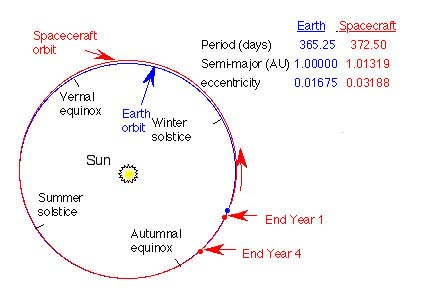 Earth Spacecraft
Period (days) 365.25 372.50
Semi-major (AU) 1.00000 1.01319
eccentricity 0.01675 0.03188
Spaceceraft
orbit
Vernal
equinox
Earth
orbit
Winter
solstice
Sun
Summer
solstice
Autumnal
equinox
End Year 1
End Year 4